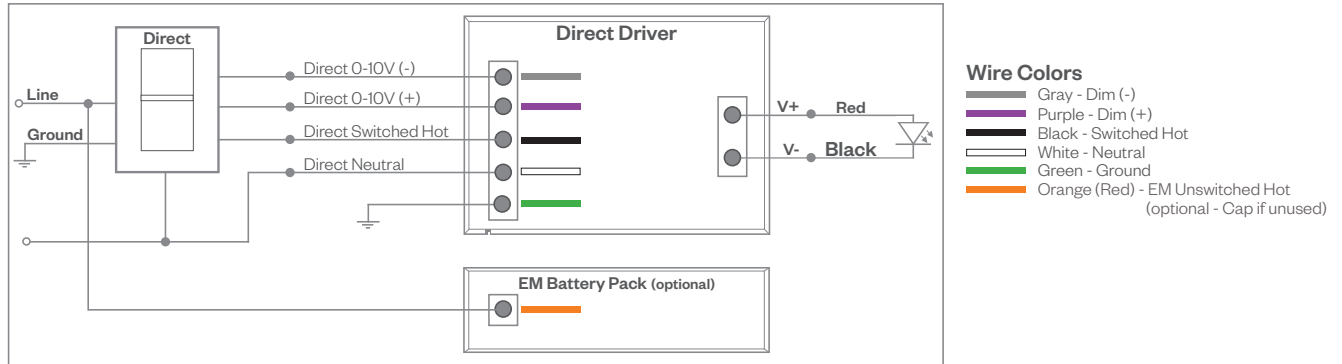 Direct
Line
Ground
Direct 0-10V (-)
Direct 0-10V (+)
Direct Switched Hot
Direct Neutral
Direct Driver
V+
Red
V-
Black
EM Battery Pack (optional)
Wire Colors
Gray - Dim (-)
Purple - Dim (+)
Black - Switched Hot
White - Neutral
Green - Ground
Orange (Red) - EM Unswitched Hot
(optional - Cap if unused)